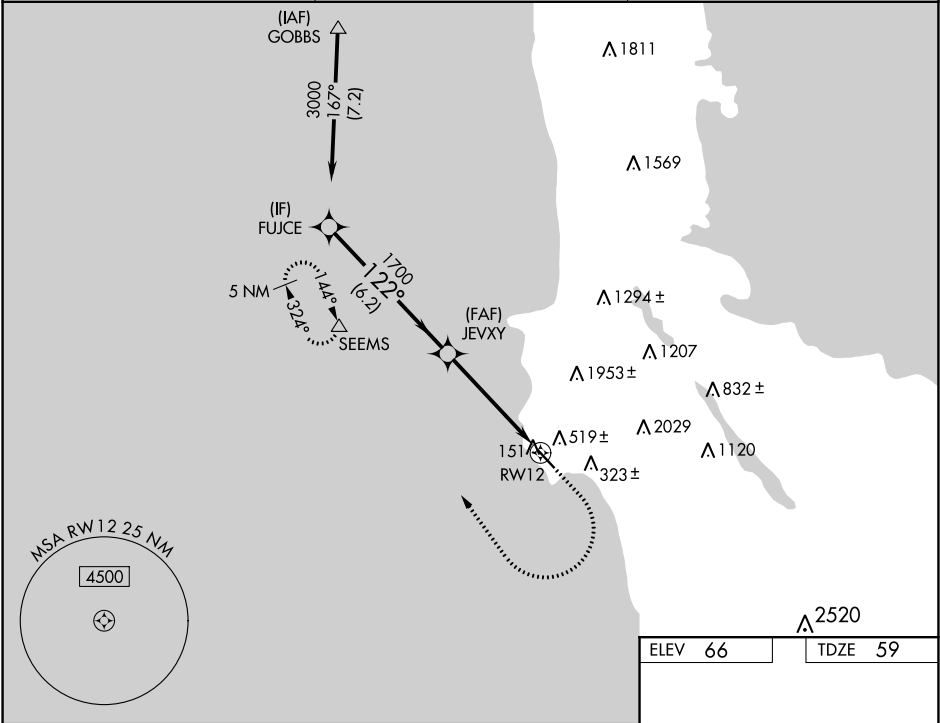 (IAF)
GOBBS
1811
3000
167°
(7.2)
1569
(IF)
FUJCE
1700
122°
(6.2)
5 NM
144°
324°
SEEMS
1294 ±
(FAF)
JEVXY
1207
1953 ±
832 ±
519 ±
2029
151
1120
RW12
323 ±
MSA RW12 25 NM
4500
2520
ELEV 66
TDZE 59